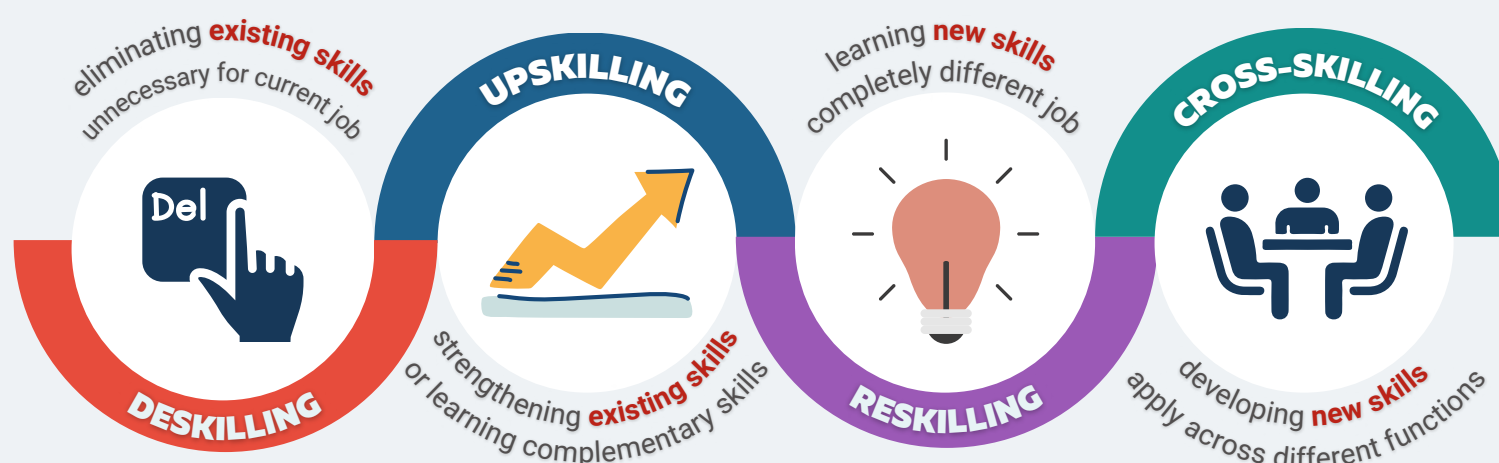 eliminating existing skills
unnecessary for current job
Del
DESKILLING
UPSKILLING
strengthening existing skills
or learning complementary skills
learning new skills
completely different job
RESKILLING
CROSS-SKILLING
developing new skills
apply across different functions